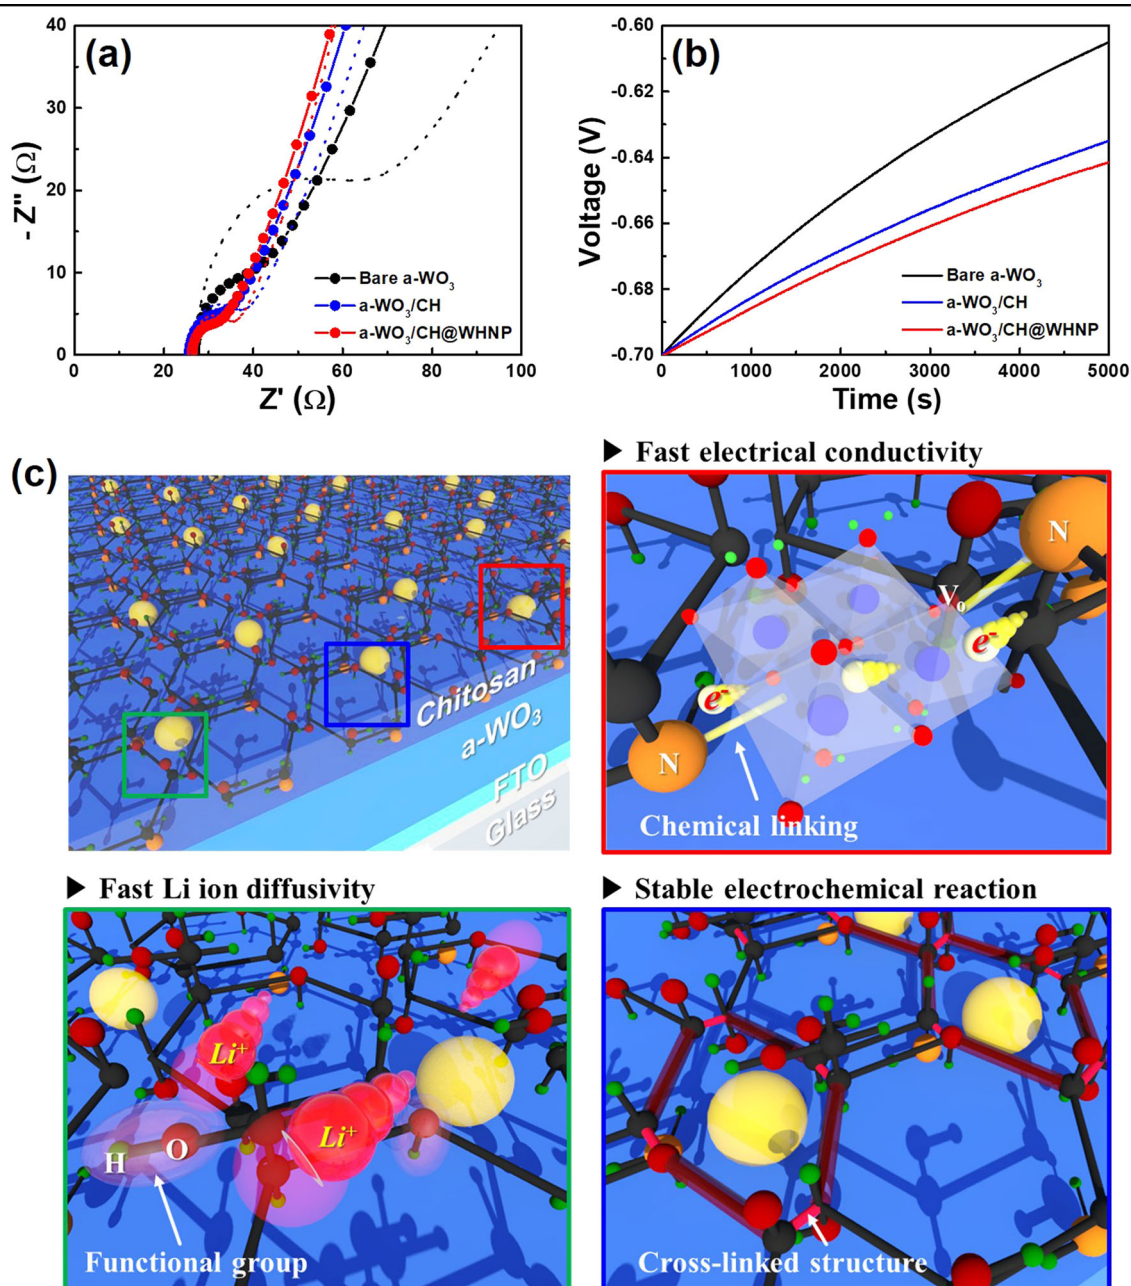 (a)
40
30
20
10
0
-Z'' (Ω)
0 20 40 60 80 100
Z' (Ω)
Bare a-WO₃
a-WO₃/CH
a-WO₃/CH@WHNP
(b)
-0.60
-0.62
-0.64
-0.66
-0.68
-0.70
Voltage (V)
0 1000 2000 3000 4000 5000
Time (s)
Bare a-WO₃
a-WO₃/CH
a-WO₃/CH@WHNP
(c)
Chitosan
a-WO₃
FTO
Glass
▶ Fast electrical conductivity
N
Vₒ
e⁻
e⁻
N
Chemical linking
▶ Fast Li ion diffusivity
Li⁺
Li⁺
H O
Functional group
▶ Stable electrochemical reaction
Cross-linked structure